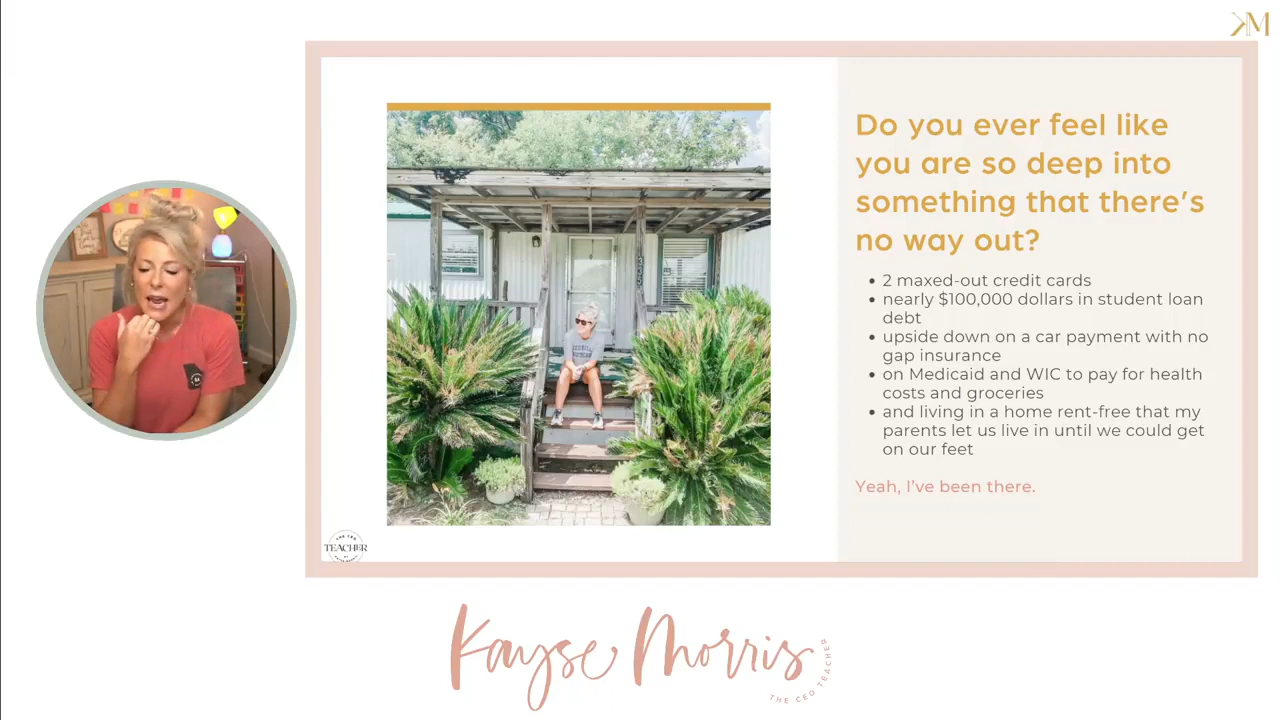 KM
Do you ever feel like
you are so deep into
something that there's
no way out?
• 2 maxed-out credit cards
• nearly $100,000 dollars in student loan
debt
• upside down on a car payment with no
gap insurance
• on Medicaid and WIC to pay for health
costs and groceries
• and living in a home rent-free that my
parents let us live in until we could get
on our feet
Yeah, I've been there.
THE CEO
TEACHER
Kayse Morris
THE CEO TEACHER